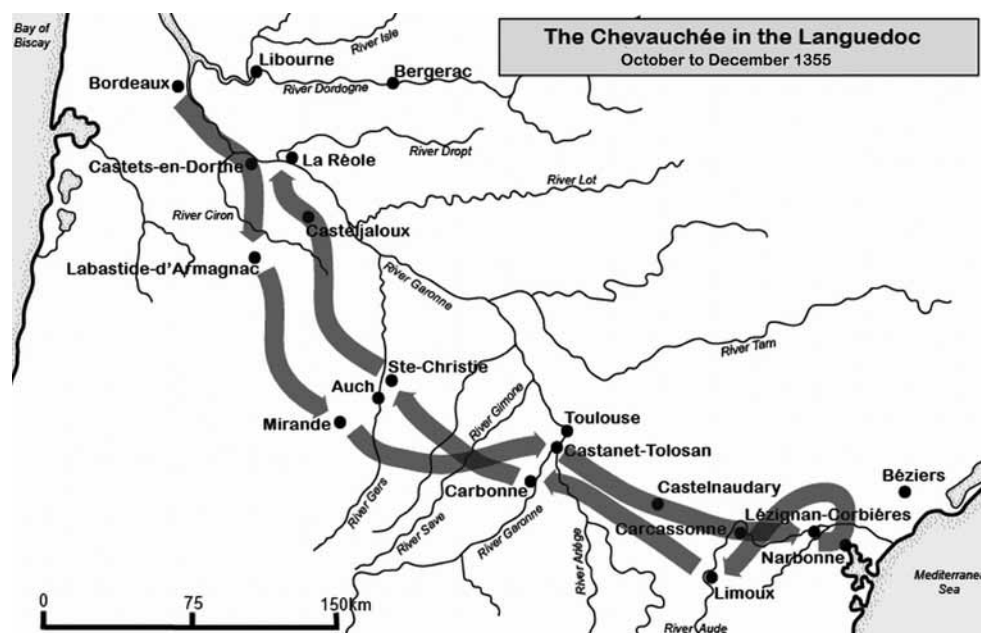 Bay of
Biscay
The Chevauchée in the Languedoc
October to December 1355
River Isle
Libourne
Bergerac
Bordeaux
River Dordogne
La Réole
River Dropt
Castets-en-Dorthe
River Lot
River Ciron
Casteljaloux
Labastide-d'Armagnac
River Garonne
River Tarn
Ste-Christie
Auch
River Gimone
Mirande
Toulouse
Castanet-Tolosan
Béziers
Carbonne
Castelnaudary
River Gers
Lézignan-Corbières
Carcassonne
River Save
River Garonne
Narbonne
River Ariége
Limoux
Mediterranean
Sea
0
75
150km
River Aude